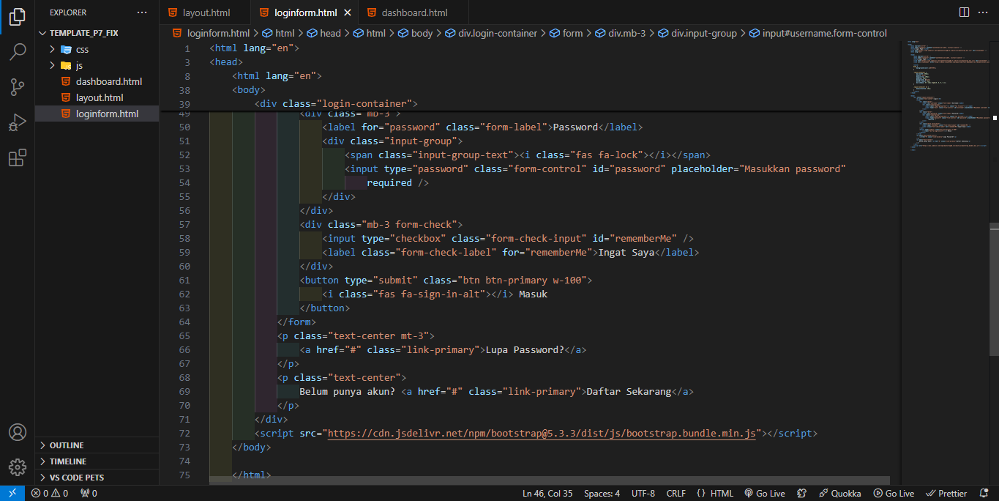 EXPLORER
TEMPLATE_P7_FIX
css
js
dashboard.html
layout.html
loginform.html
OUTLINE
TIMELINE
VS CODE PETS
layout.html
loginform.html
dashboard.html
loginform.html > html > head > html > body > div.login-container > form > div.mb-3 > div.input-group > input#username.form-control
1 <html lang="en">
3 <head>
8 <html lang="en">
38 <body>
39 <div class="login-container">
49 <div class="mb-3">
50 <label for="password" class="form-label">Password</label>
51 <div class="input-group">
52 <span class="input-group-text"><i class="fas fa-lock"></i></span>
53 <input type="password" class="form-control" id="password" placeholder="Masukkan password"
54 required />
55 </div>
56 </div>
57 <div class="mb-3 form-check">
58 <input type="checkbox" class="form-check-input" id="rememberMe" />
59 <label class="form-check-label" for="rememberMe">Ingat Saya</label>
60 </div>
61 <button type="submit" class="btn btn-primary w-100">
62 <i class="fas fa-sign-in-alt"></i> Masuk
63 </button>
64 </form>
65 <p class="text-center mt-3">
66 <a href="#" class="link-primary">Lupa Password?</a>
67 </p>
68 <p class="text-center">
69 Belum punya akun? <a href="#" class="link-primary">Daftar Sekarang</a>
70 </p>
71 </div>
72 <script src="https://cdn.jsdelivr.net/npm/bootstrap@5.3.3/dist/js/bootstrap.bundle.min.js"></script>
73 </body>
74
75 </html>
0 0 0 Ln 46, Col 35 Spaces: 4 UTF-8 CRLF {} HTML Go Live Quokka Go Live Prettier